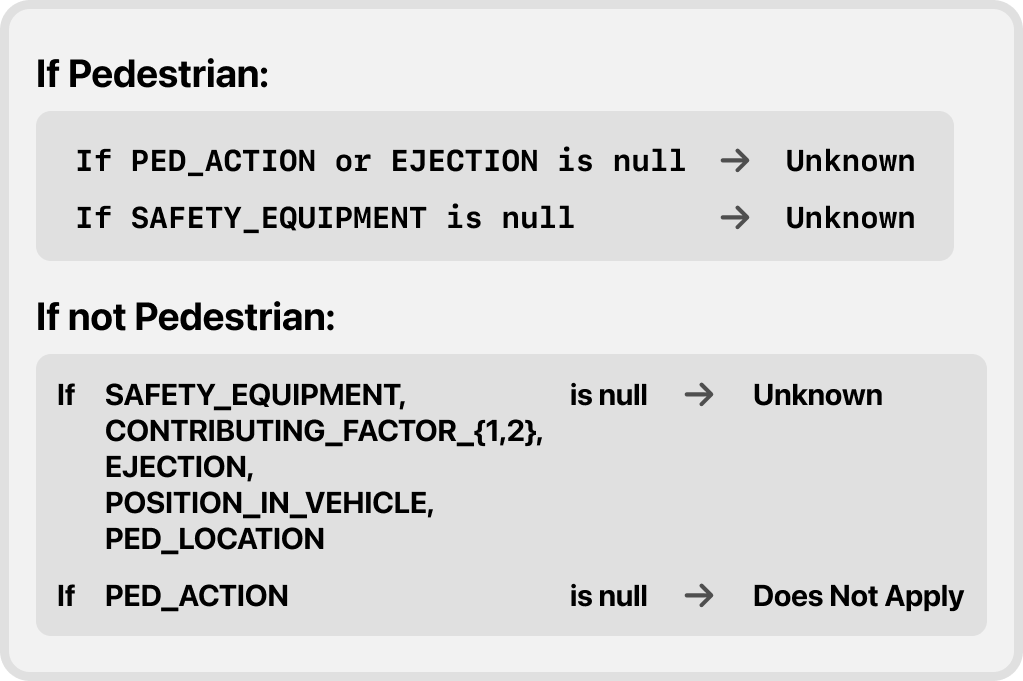 If Pedestrian:
If PED_ACTION or EJECTION is null → Unknown
If SAFETY_EQUIPMENT is null → Unknown
If not Pedestrian:
If SAFETY_EQUIPMENT, is null → Unknown
CONTRIBUTING_FACTOR_{1,2},
EJECTION,
POSITION_IN_VEHICLE,
PED_LOCATION
If PED_ACTION is null → Does Not Apply